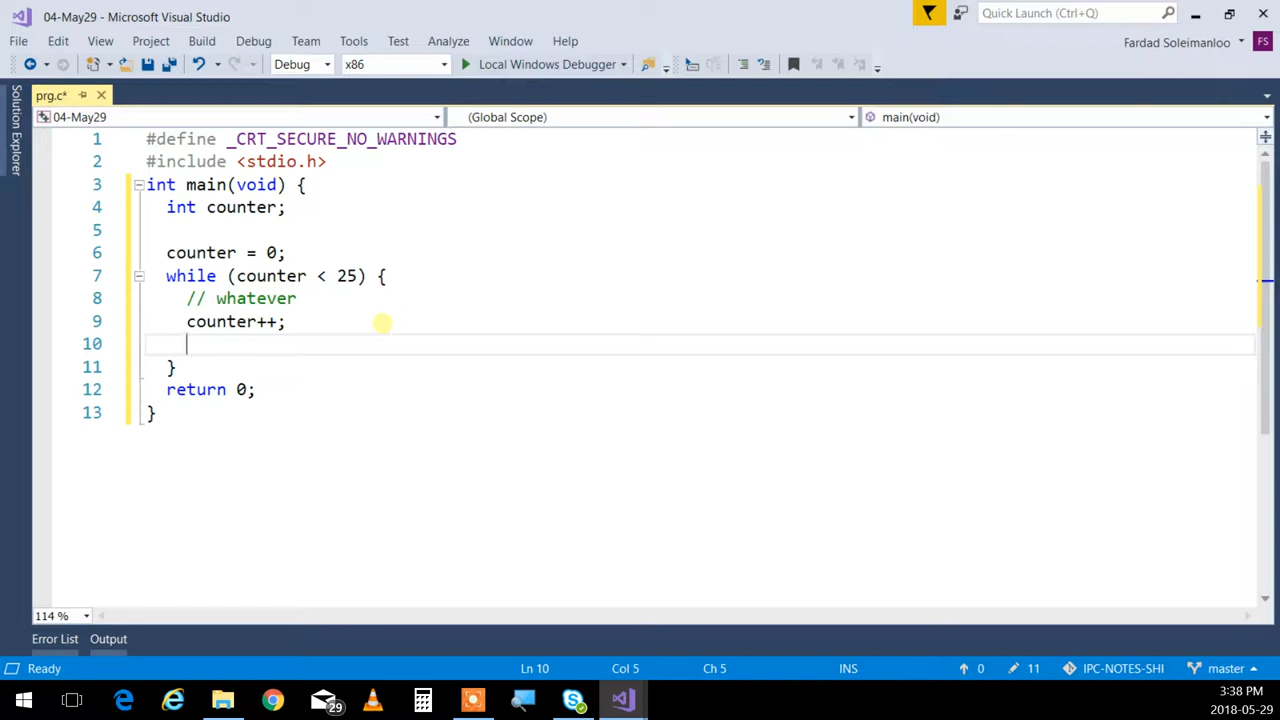 04-May29 - Microsoft Visual Studio
Quick Launch (Ctrl+Q)
File Edit View Project Build Debug Team Tools Test Analyze Window Help
Fardad Soleimanloo FS
Debug x86 Local Windows Debugger
Solution Explorer
prg.c*
04-May29 (Global Scope) main(void)
1 #define _CRT_SECURE_NO_WARNINGS
2 #include <stdio.h>
3 int main(void) {
4 int counter;
5
6 counter = 0;
7 while (counter < 25) {
8 // whatever
9 counter++;
10
11 }
12 return 0;
13 }
114 %
Error List Output
Ready Ln 10 Col 5 Ch 5 INS 0 11 IPC-NOTES-SHI master
29
3:38 PM
2018-05-29